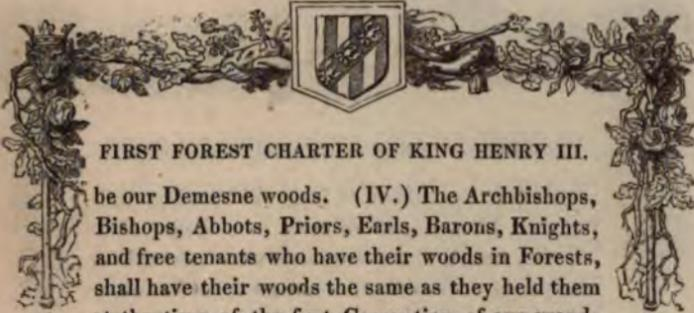 FIRST FOREST CHARTER OF KING HENRY III.
be our Demesne woods. (IV.) The Archbishops,
Bishops, Abbots, Priors, Earls, Barons, Knights,
and free tenants who have their woods in Forests,
shall have their woods the same as they held them